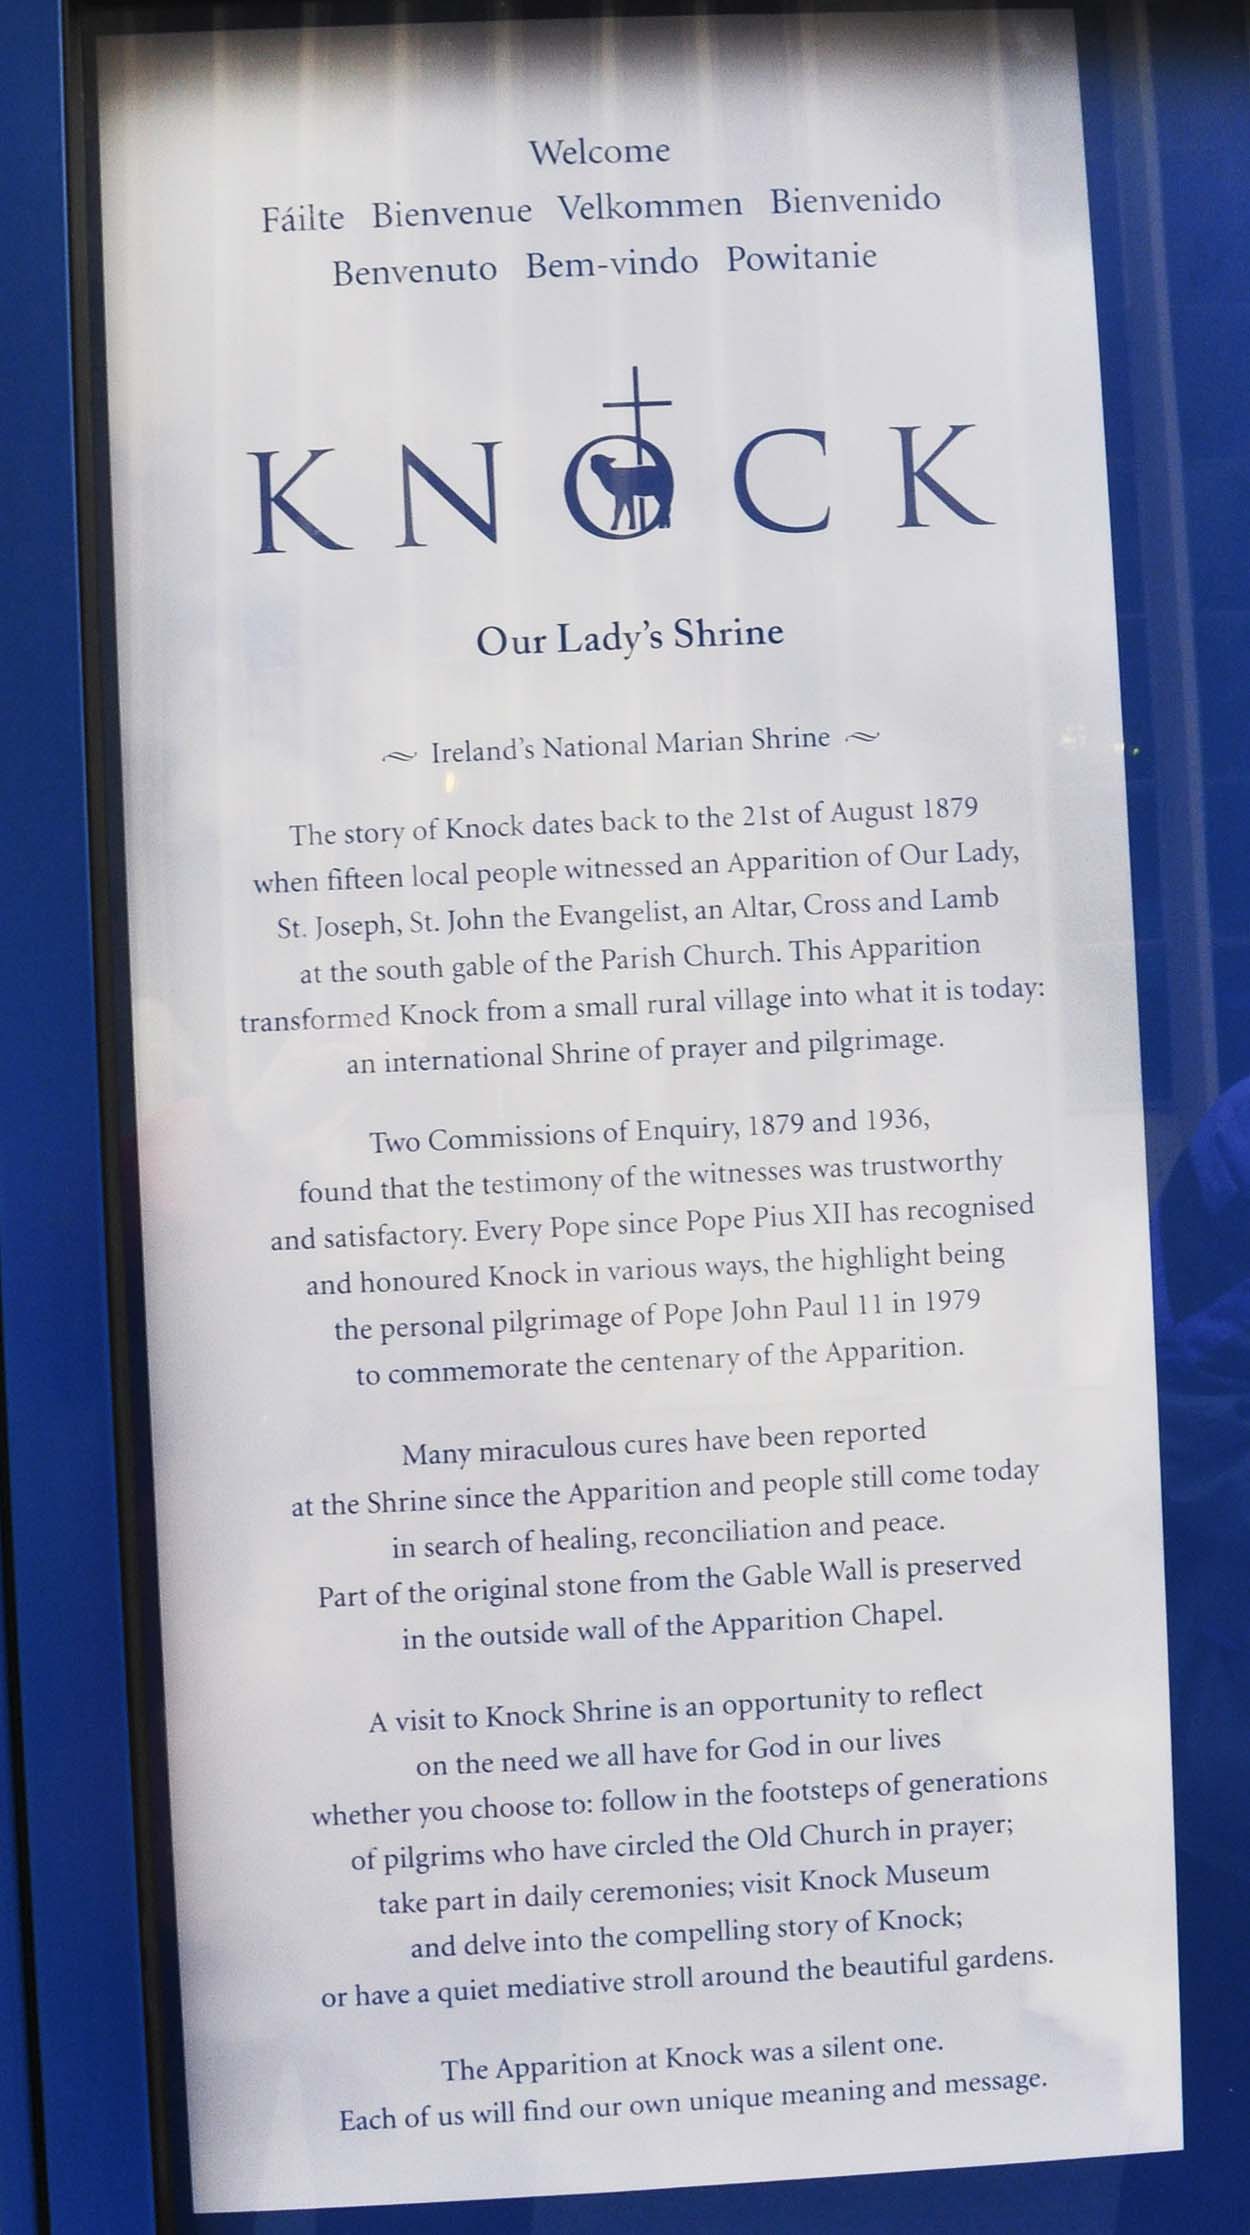 Welcome
Fáilte Bienvenue Velkommen Bienvenido
Benvenuto Bem-vindo Powitanie
KNOCK
Our Lady's Shrine
~ Ireland's National Marian Shrine ~
The story of Knock dates back to the 21st of August 1879
when fifteen local people witnessed an Apparition of Our Lady,
St. Joseph, St. John the Evangelist, an Altar, Cross and Lamb
at the south gable of the Parish Church. This Apparition
transformed Knock from a small rural village into what it is today:
an international Shrine of prayer and pilgrimage.
Two Commissions of Enquiry, 1879 and 1936,
found that the testimony of the witnesses was trustworthy
and satisfactory. Every Pope since Pope Pius XII has recognised
and honoured Knock in various ways, the highlight being
the personal pilgrimage of Pope John Paul 11 in 1979
to commemorate the centenary of the Apparition.
Many miraculous cures have been reported
at the Shrine since the Apparition and people still come today
in search of healing, reconciliation and peace.
Part of the original stone from the Gable Wall is preserved
in the outside wall of the Apparition Chapel.
A visit to Knock Shrine is an opportunity to reflect
on the need we all have for God in our lives
whether you choose to: follow in the footsteps of generations
of pilgrims who have circled the Old Church in prayer;
take part in daily ceremonies; visit Knock Museum
and delve into the compelling story of Knock;
or have a quiet mediative stroll around the beautiful gardens.
The Apparition at Knock was a silent one.
Each of us will find our own unique meaning and message.